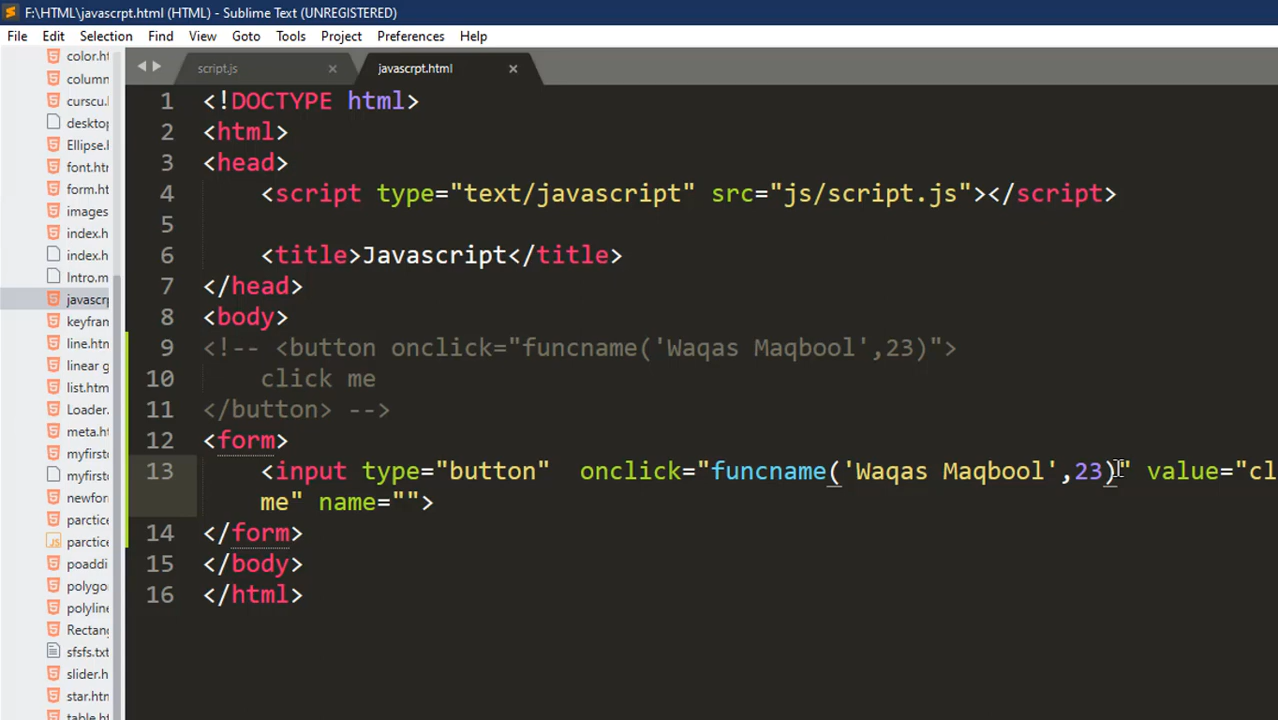 F:\HTML\javascrpt.html (HTML) - Sublime Text (UNREGISTERED)
File Edit Selection Find View Goto Tools Project Preferences Help
script.js × javascrpt.html ×
color.ht
column
curscu.l
desktop
Ellipse.h
font.htn
form.ht
images
index.h
index.h
Intro.m
javascrp
keyfran
line.htn
linear g
list.htm
Loader.
meta.ht
myfirst
myfirst
newforn
parctice
parctice
poaddi
polygo
polyline
Rectan
sfsfs.txt
slider.h
star.htn
table.ht
1 <!DOCTYPE html>
2 <html>
3 <head>
4 <script type="text/javascript" src="js/script.js"></script>
5
6 <title>Javascript</title>
7 </head>
8 <body>
9 <!-- <button onclick="funcname('Waqas Maqbool',23)">
10 click me
11 </button> -->
12 <form>
13 <input type="button" onclick="funcname('Waqas Maqbool',23)" value="cl
me" name="">
14 </form>
15 </body>
16 </html>